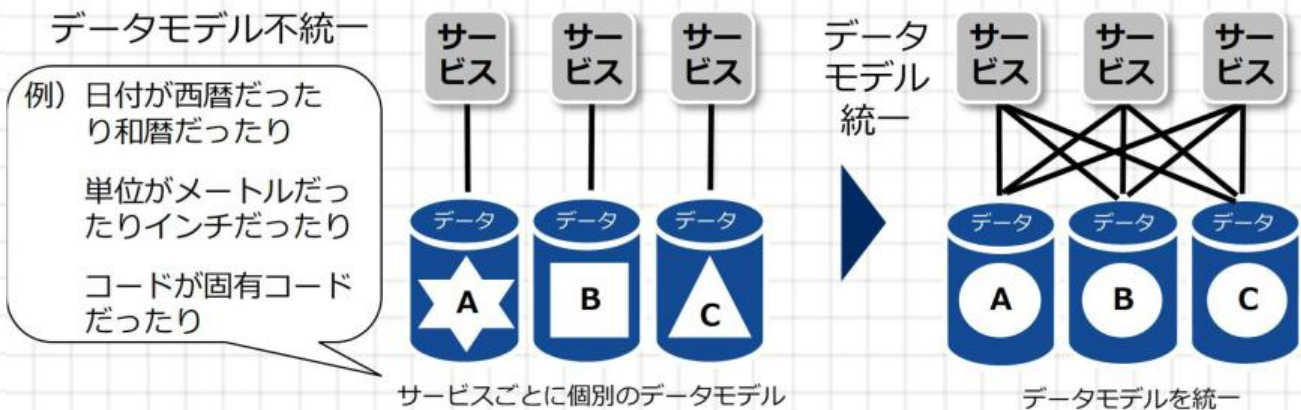 データモデル不統一
例）日付が西暦だった
り和暦だったり
単位がメートルだっ
たりインチだったり
コードが固有コード
だったり
サー
ビス
サー
ビス
サー
ビス
データ
データ
データ
A
B
C
サービスごとに個別のデータモデル
データ
モデル
統一
サー
ビス
サー
ビス
サー
ビス
データ
データ
データ
A
B
C
データモデルを統一